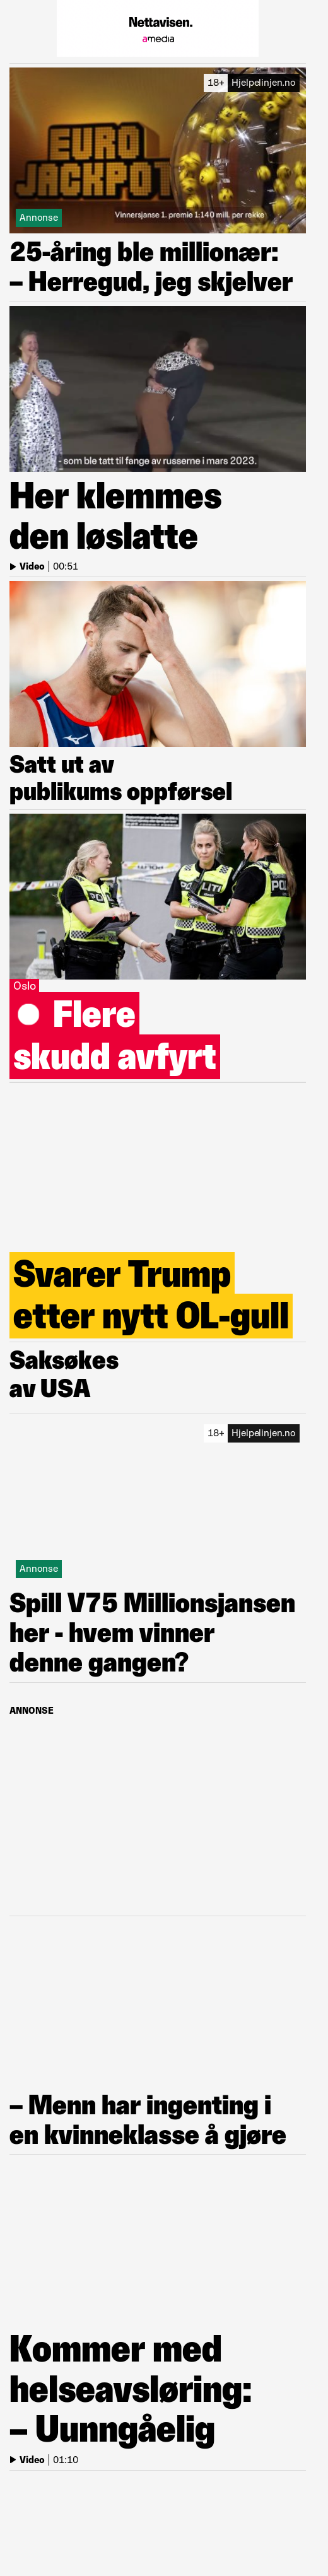 Nettavisen.
amedia
18+ Hjelpelinjen.no
EURO
JACKPOT
Annonse
Vinnersjanse 1. premie 1:140 mill. per rekke
25-åring ble millionær:
– Herregud, jeg skjelver
- som ble tatt til fange av russerne i mars 2023.
Her klemmes
den løslatte
Video | 00:51
Satt ut av
publikums oppførsel
POLITI
Oslo
Flere
skudd avfyrt
Svarer Trump
etter nytt OL-gull
Saksøkes
av USA
18+ Hjelpelinjen.no
Annonse
Spill V75 Millionsjansen
her - hvem vinner
denne gangen?
ANNONSE
– Menn har ingenting i
en kvinneklasse å gjøre
Kommer med
helseavsløring:
– Uunngåelig
Video | 01:10